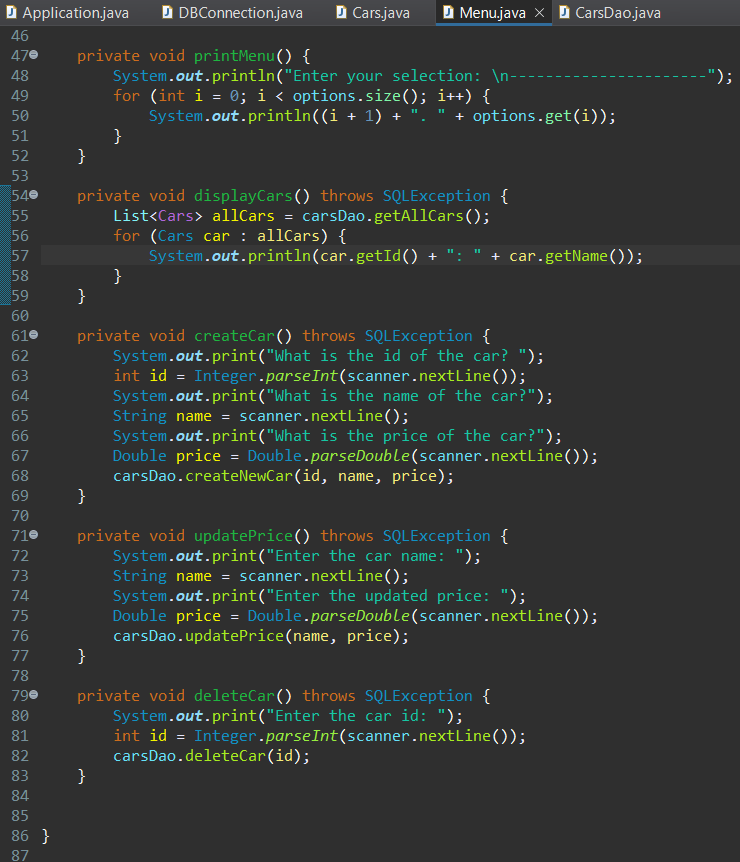 Application.java DBConnection.java Cars.java Menu.java CarsDao.java
46
47 private void printMenu() {
48 System.out.println("Enter your selection: \n----------------------");
49 for (int i = 0; i < options.size(); i++) {
50 System.out.println((i + 1) + ". " + options.get(i));
51 }
52 }
53
54 private void displayCars() throws SQLException {
55 List<Cars> allCars = carsDao.getAllCars();
56 for (Cars car : allCars) {
57 System.out.println(car.getId() + ": " + car.getName());
58 }
59 }
60
61 private void createCar() throws SQLException {
62 System.out.print("What is the id of the car? ");
63 int id = Integer.parseInt(scanner.nextLine());
64 System.out.print("What is the name of the car?");
65 String name = scanner.nextLine();
66 System.out.print("What is the price of the car?");
67 Double price = Double.parseDouble(scanner.nextLine());
68 carsDao.createNewCar(id, name, price);
69 }
70
71 private void updatePrice() throws SQLException {
72 System.out.print("Enter the car name: ");
73 String name = scanner.nextLine();
74 System.out.print("Enter the updated price: ");
75 Double price = Double.parseDouble(scanner.nextLine());
76 carsDao.updatePrice(name, price);
77 }
78
79 private void deleteCar() throws SQLException {
80 System.out.print("Enter the car id: ");
81 int id = Integer.parseInt(scanner.nextLine());
82 carsDao.deleteCar(id);
83 }
84
85
86 }
87